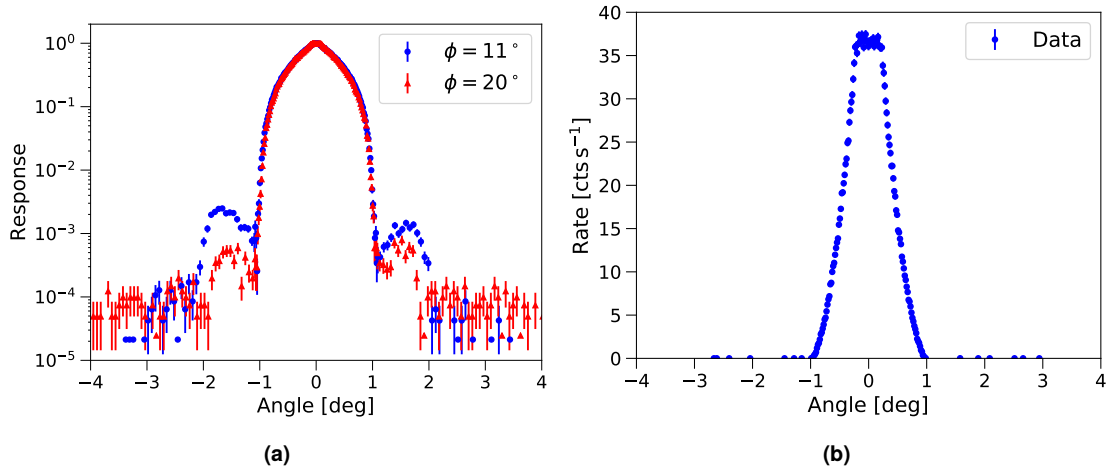 10⁰
10⁻¹
10⁻²
10⁻³
10⁻⁴
10⁻⁵
Response
ϕ = 11°
ϕ = 20°
−4 −3 −2 −1 0 1 2 3 4
Angle [deg]
(a)
40
35
30
25
20
15
10
5
0
Rate [cts s⁻¹]
Data
−4 −3 −2 −1 0 1 2 3 4
Angle [deg]
(b)